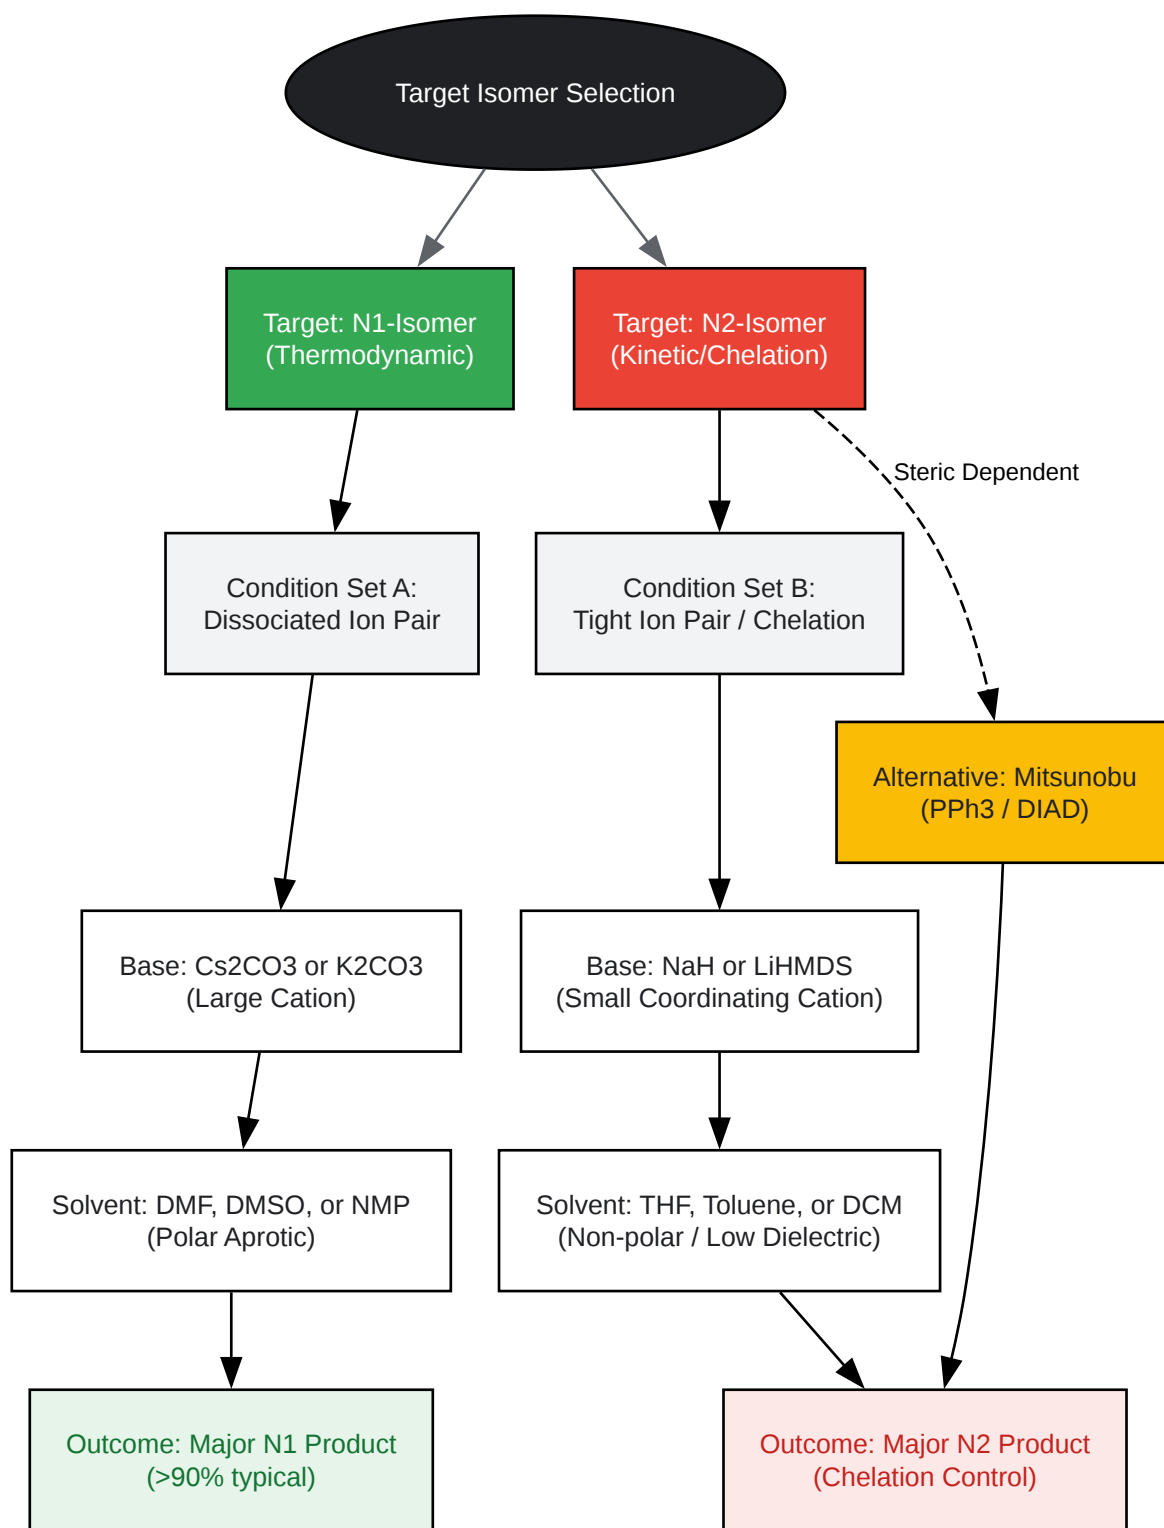 Target Isomer Selection
Target: N1-Isomer
(Thermodynamic)
Target: N2-Isomer
(Kinetic/Chelation)
Steric Dependent
Condition Set A:
Dissociated Ion Pair
Condition Set B:
Tight Ion Pair / Chelation
Alternative: Mitsunobu
(PPh3 / DIAD)
Base: Cs2CO3 or K2CO3
(Large Cation)
Base: NaH or LiHMDS
(Small Coordinating Cation)
Solvent: DMF, DMSO, or NMP
(Polar Aprotic)
Solvent: THF, Toluene, or DCM
(Non-polar / Low Dielectric)
Outcome: Major N1 Product
(>90% typical)
Outcome: Major N2 Product
(Chelation Control)